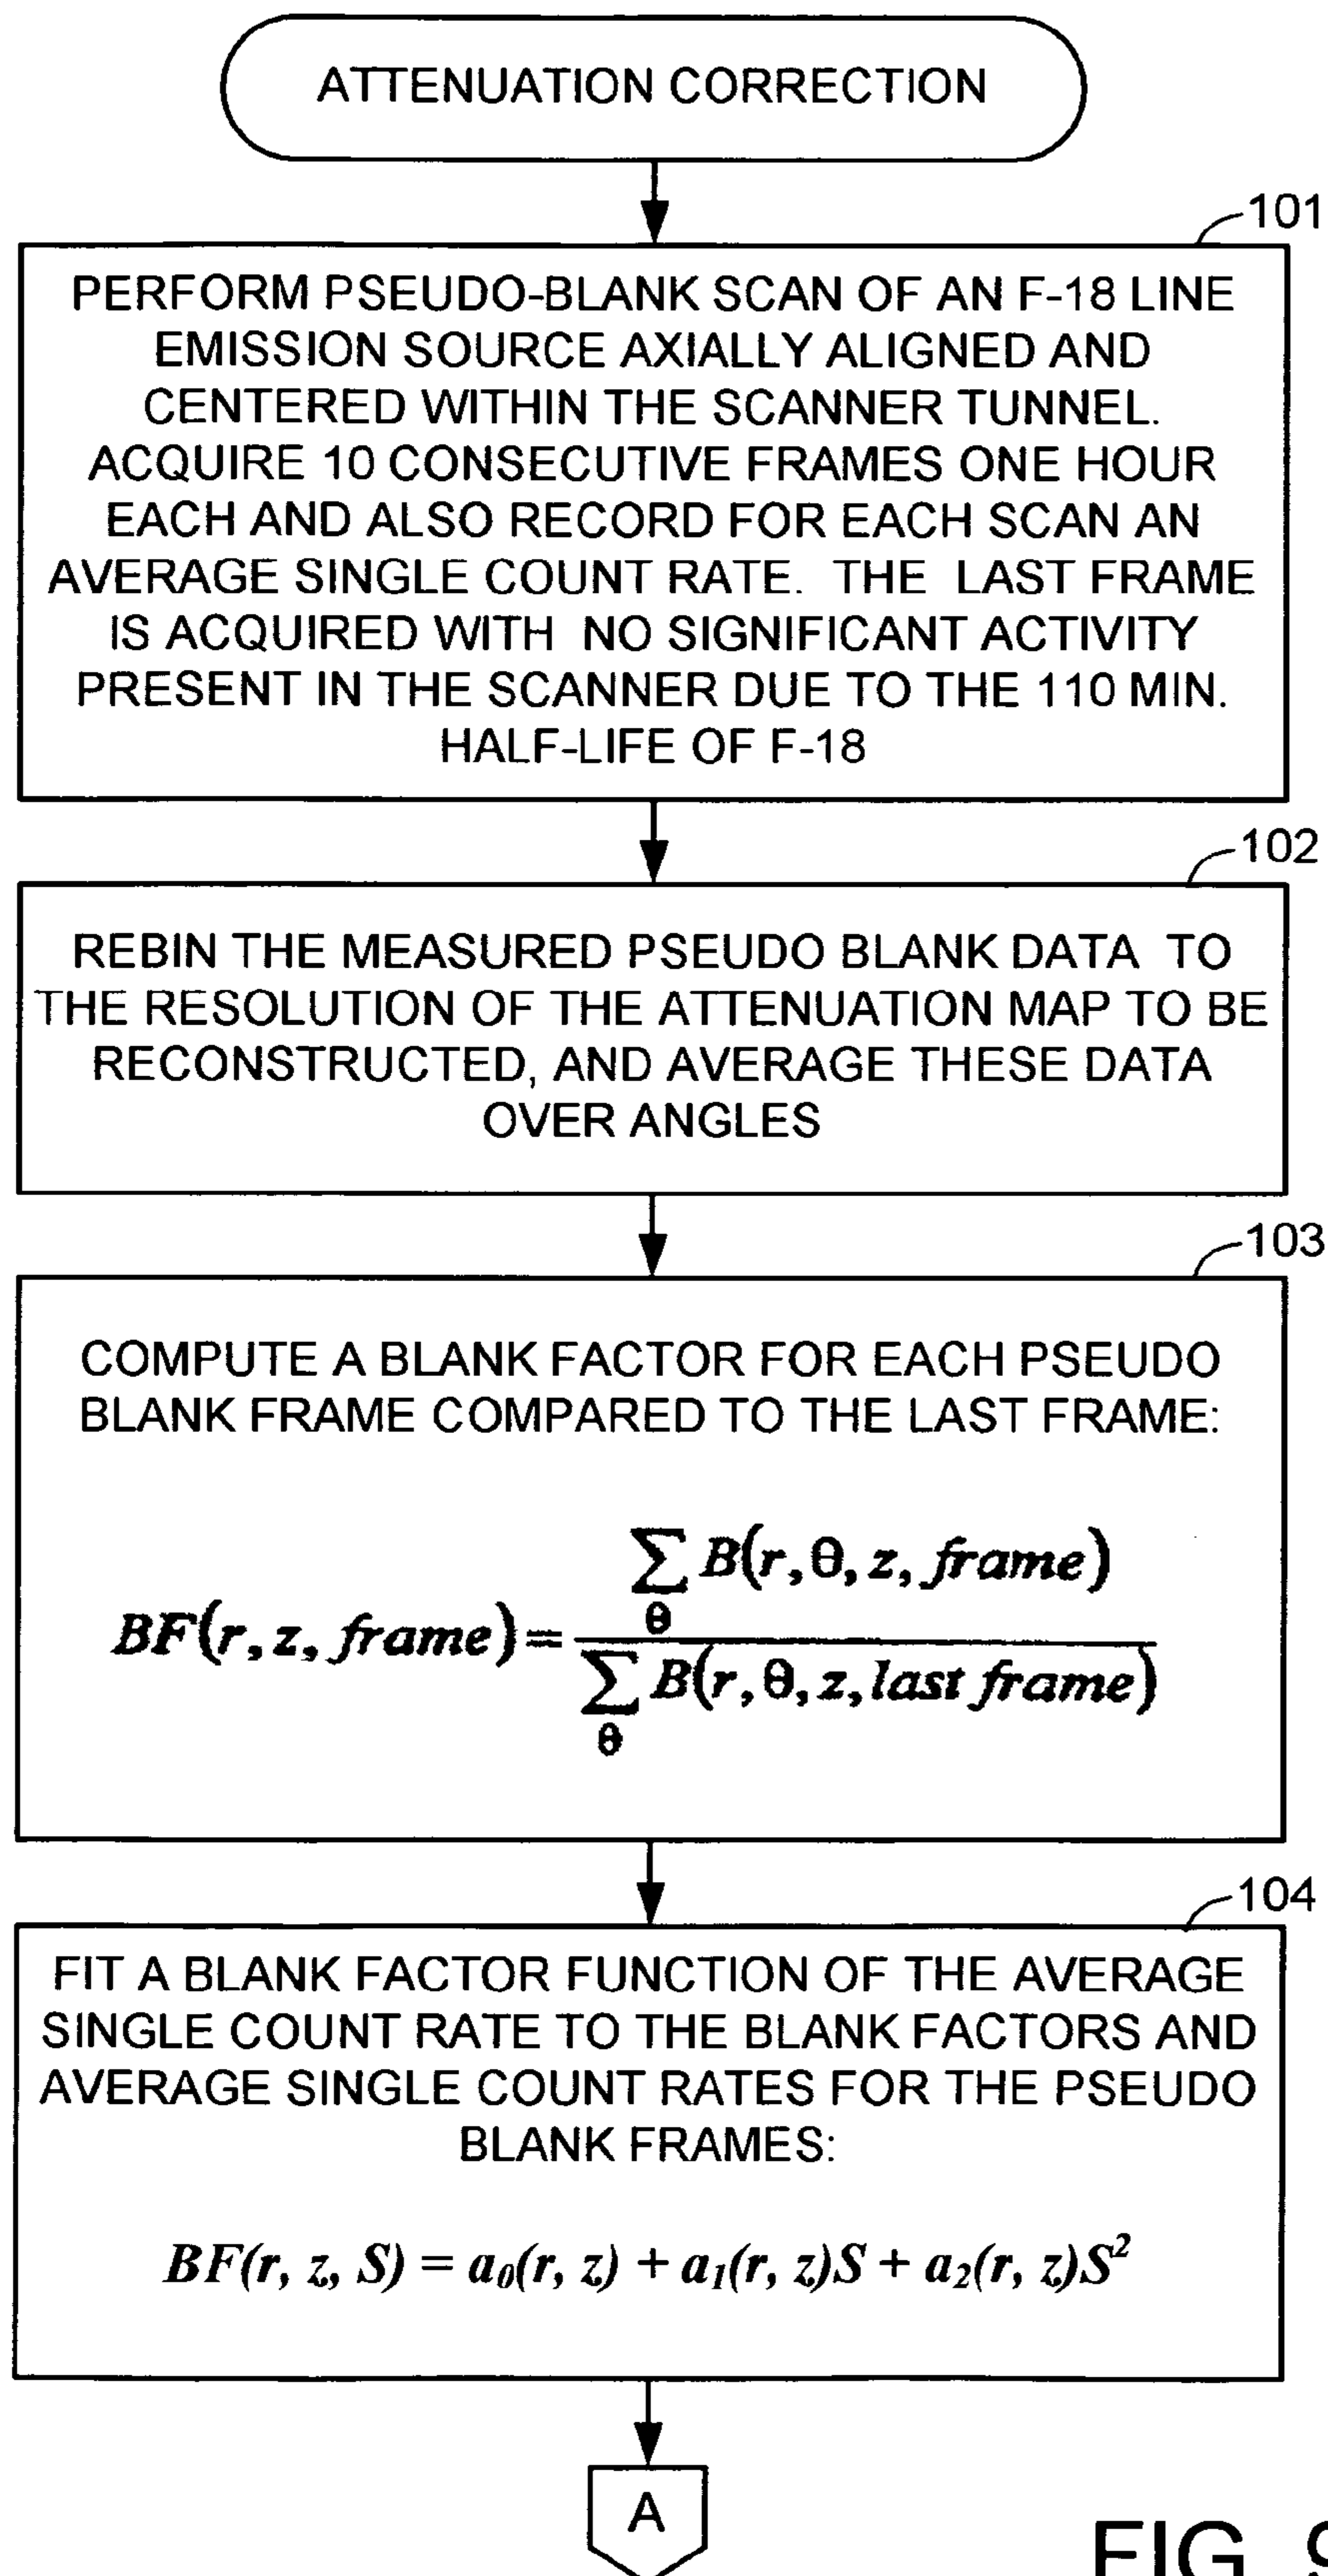 ATTENUATION CORRECTION
101
PERFORM PSEUDO-BLANK SCAN OF AN F-18 LINE
EMISSION SOURCE AXIALLY ALIGNED AND
CENTERED WITHIN THE SCANNER TUNNEL.
ACQUIRE 10 CONSECUTIVE FRAMES ONE HOUR
EACH AND ALSO RECORD FOR EACH SCAN AN
AVERAGE SINGLE COUNT RATE. THE LAST FRAME
IS ACQUIRED WITH NO SIGNIFICANT ACTIVITY
PRESENT IN THE SCANNER DUE TO THE 110 MIN.
HALF-LIFE OF F-18
102
REBIN THE MEASURED PSEUDO BLANK DATA TO
THE RESOLUTION OF THE ATTENUATION MAP TO BE
RECONSTRUCTED, AND AVERAGE THESE DATA
OVER ANGLES
103
COMPUTE A BLANK FACTOR FOR EACH PSEUDO
BLANK FRAME COMPARED TO THE LAST FRAME:
∑ B(r, θ, z, frame)
θ
BF(r, z, frame) =
∑ B(r, θ, z, last frame)
θ
104
FIT A BLANK FACTOR FUNCTION OF THE AVERAGE
SINGLE COUNT RATE TO THE BLANK FACTORS AND
AVERAGE SINGLE COUNT RATES FOR THE PSEUDO
BLANK FRAMES:
BF(r, z, S) = a₀(r, z) + a₁(r, z)S + a₂(r, z)S²
A
FIG. 9